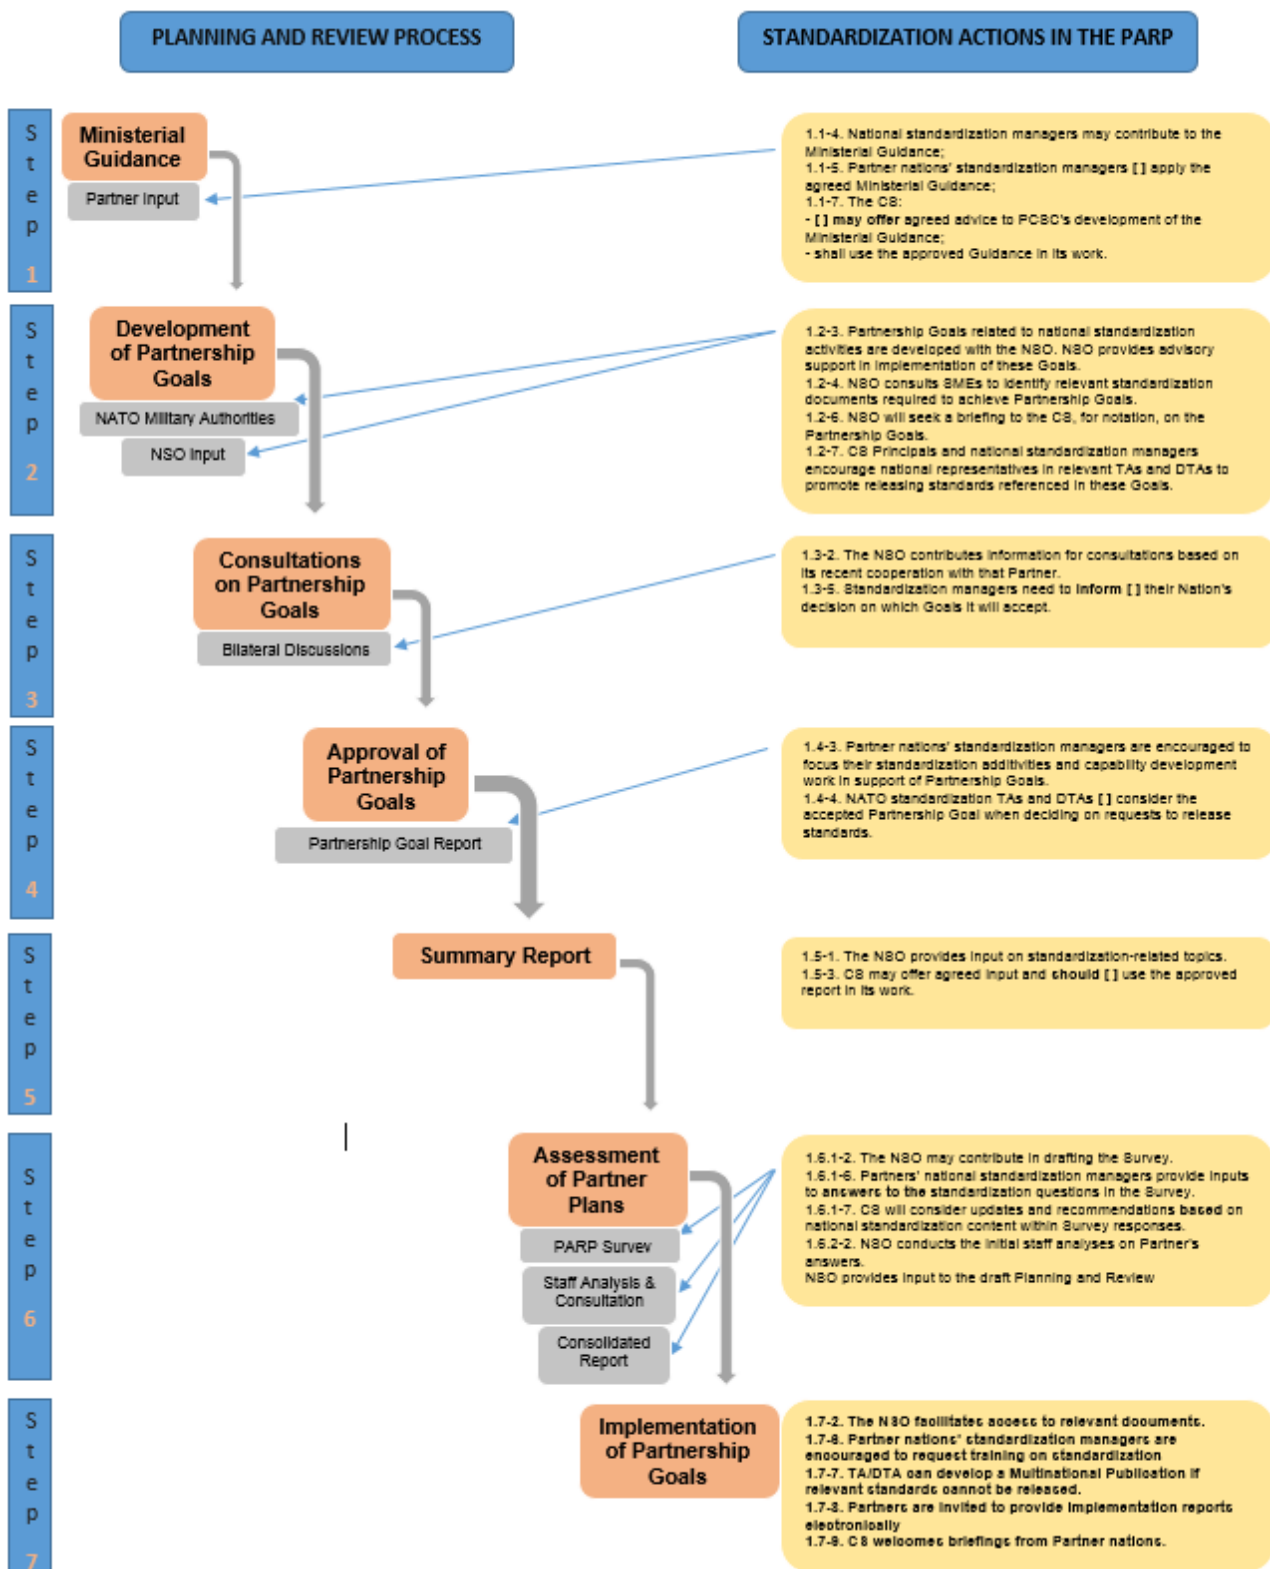 PLANNING AND REVIEW PROCESS
STANDARDIZATION ACTIONS IN THE PARP
Step 1
Ministerial
Guidance
Partner Input
1.1-4. National standardization managers may contribute to the
Ministerial Guidance;
1.1-5. Partner nations' standardization managers [ ] apply the
agreed Ministerial Guidance;
1.1-7. The CS:
- [ ] may offer agreed advice to PCSC's development of the
Ministerial Guidance;
- shall use the approved Guidance in its work.
Step 2
Development
of Partnership
Goals
NATO Military Authorities
NSO Input
1.2-3. Partnership Goals related to national standardization
activities are developed with the NSO. NSO provides advisory
support in implementation of these Goals.
1.2-4. NSO consults SMEs to identify relevant standardization
documents required to achieve Partnership Goals.
1.2-6. NSO will seek a briefing to the CS, for notation, on the
Partnership Goals.
1.2-7. CS Principals and national standardization managers
encourage national representatives in relevant TAs and DTAs to
promote releasing standards referenced in these Goals.
Step 3
Consultations
on Partnership
Goals
Bilateral Discussions
1.3-2. The NSO contributes information for consultations based on
its recent cooperation with that Partner.
1.3-5. Standardization managers need to inform [ ] their Nation's
decision on which Goals it will accept.
Step 4
Approval of
Partnership
Goals
Partnership Goal Report
1.4-3. Partner nations' standardization managers are encouraged to
focus their standardization additivities and capability development
work in support of Partnership Goals.
1.4-4. NATO standardization TAs and DTAs [ ] consider the
accepted Partnership Goal when deciding on requests to release
standards.
Step 5
Summary Report
1.5-1. The NSO provides input on standardization-related topics.
1.5-3. CS may offer agreed input and should [ ] use the approved
report in its work.
Step 6
Assessment
of Partner
Plans
PARP Survey
Staff Analysis &
Consultation
Consolidated
Report
1.6.1-2. The NSO may contribute in drafting the Survey.
1.6.1-6. Partners' national standardization managers provide inputs
to answers to the standardization questions in the Survey.
1.6.1-7. CS will consider updates and recommendations based on
national standardization content within Survey responses.
1.6.2-2. NSO conducts the initial staff analyses on Partner's
answers.
NSO provides input to the draft Planning and Review
Step 7
Implementation
of Partnership
Goals
1.7-2. The NSO facilitates access to relevant documents.
1.7-6. Partner nations' standardization managers are
encouraged to request training on standardization
1.7-7. TA/DTA can develop a Multinational Publication if
relevant standards cannot be released.
1.7-8. Partners are invited to provide implementation reports
electronically
1.7-9. CS welcomes briefings from Partner nations.